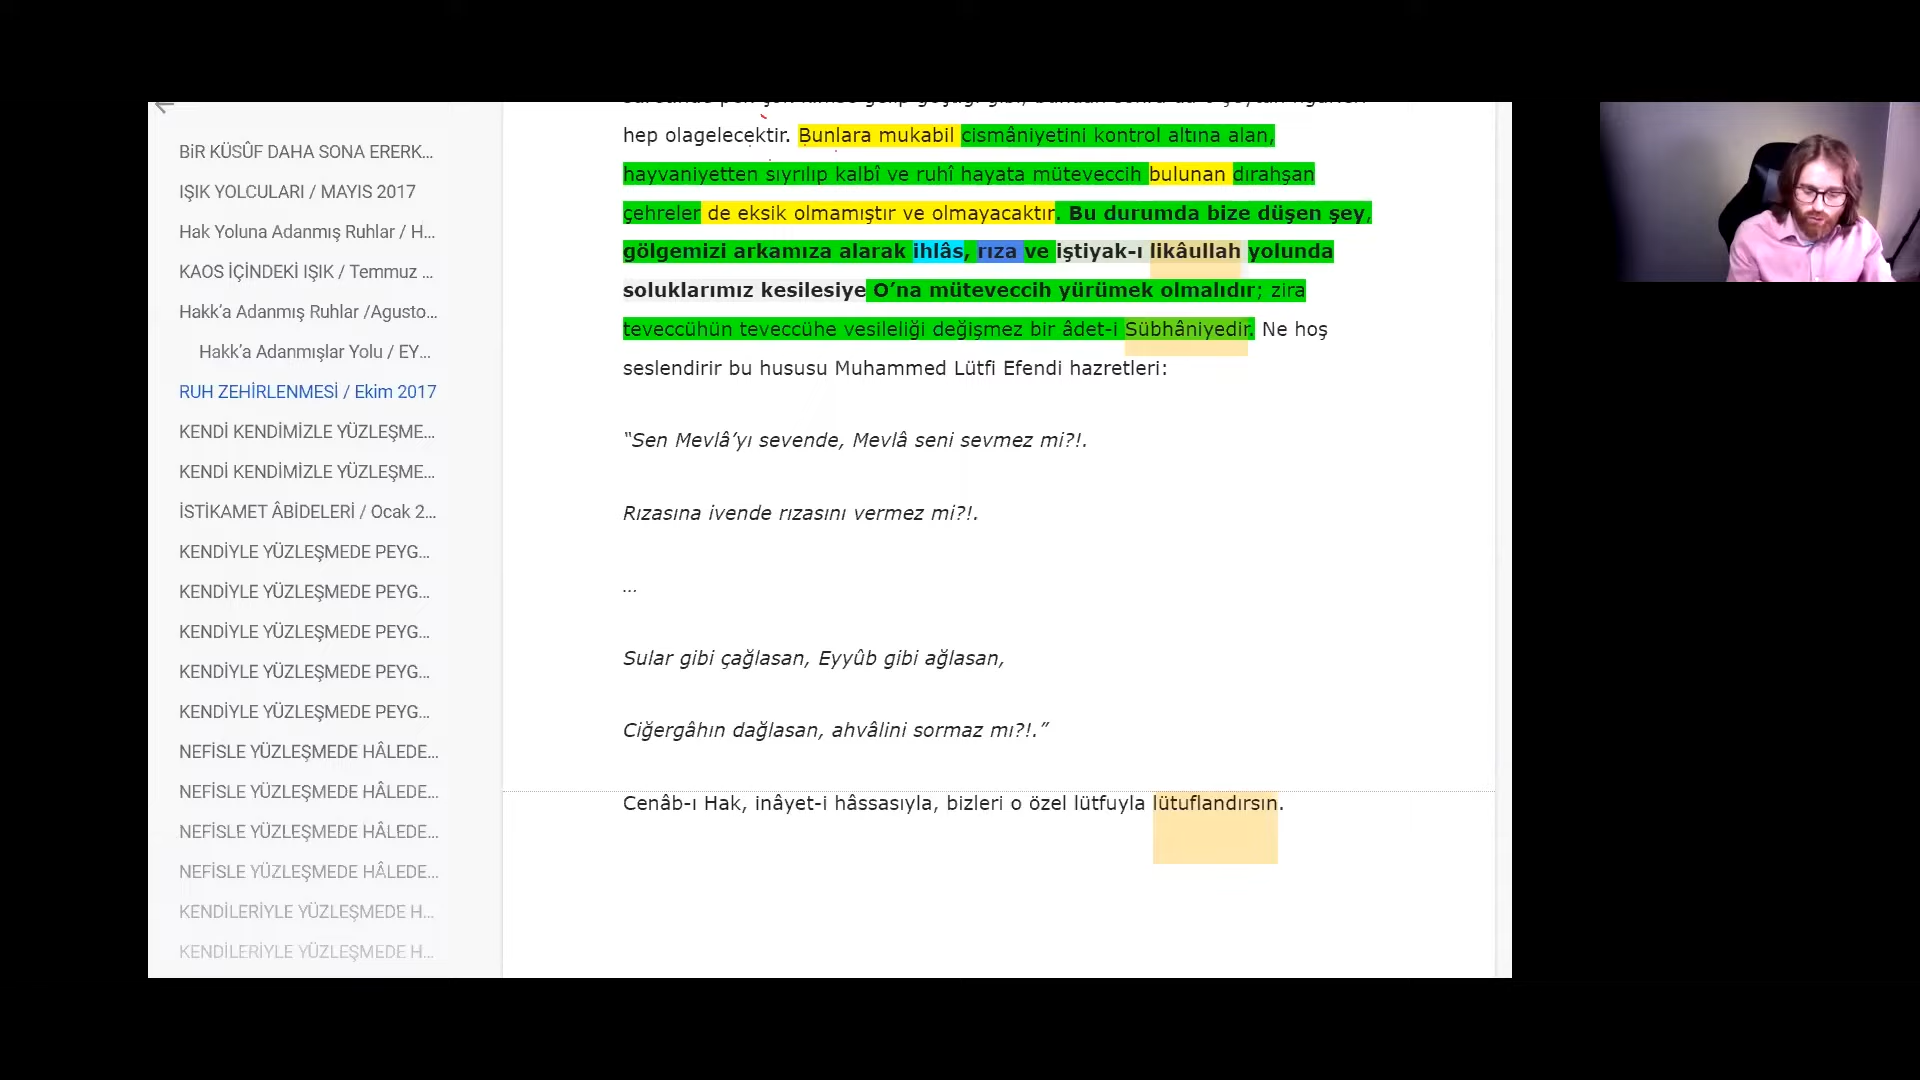 BİR KÜSÛF DAHA SONA ERERK...
IŞIK YOLCULARI / MAYIS 2017
Hak Yoluna Adanmış Ruhlar / H...
KAOS İÇİNDEKİ IŞIK / Temmuz ...
Hakk’a Adanmış Ruhlar /Agusto...
Hakk’a Adanmışlar Yolu / EY...
RUH ZEHİRLENMESİ / Ekim 2017
KENDİ KENDİMİZLE YÜZLEŞME...
KENDİ KENDİMİZLE YÜZLEŞME...
İSTİKAMET ÂBİDELERİ / Ocak 2...
KENDİYLE YÜZLEŞMEDE PEYG...
KENDİYLE YÜZLEŞMEDE PEYG...
KENDİYLE YÜZLEŞMEDE PEYG...
KENDİYLE YÜZLEŞMEDE PEYG...
KENDİYLE YÜZLEŞMEDE PEYG...
NEFİSLE YÜZLEŞMEDE HÂLEDE...
NEFİSLE YÜZLEŞMEDE HÂLEDE...
NEFİSLE YÜZLEŞMEDE HÂLEDE...
NEFİSLE YÜZLEŞMEDE HÂLEDE...
KENDİLERİYLE YÜZLEŞMEDE H...
KENDİLERİYLE YÜZLEŞMEDE H...
hep olagelecektir. Bunlara mukabil cismâniyetini kontrol altına alan,
hayvaniyetten sıyrılıp kalbî ve ruhî hayata müteveccih bulunan dırahşan
çehreler de eksik olmamıştır ve olmayacaktır. Bu durumda bize düşen şey,
gölgemizi arkamıza alarak ihlâs, rıza ve iştiyak-ı likâullah yolunda
soluklarımız kesilesiye O’na müteveccih yürümek olmalıdır; zira
teveccühün teveccühe vesileliği değişmez bir âdet-i Sübhâniyedir. Ne hoş
seslendirir bu hususu Muhammed Lütfi Efendi hazretleri:
“Sen Mevlâ’yı sevende, Mevlâ seni sevmez mi?!.
Rızasına ivende rızasını vermez mi?!.
...
Sular gibi çağlasan, Eyyûb gibi ağlasan,
Ciğergâhın dağlasan, ahvâlini sormaz mı?!.”
Cenâb-ı Hak, inâyet-i hâssasıyla, bizleri o özel lütfuyla lütuflandırsın.